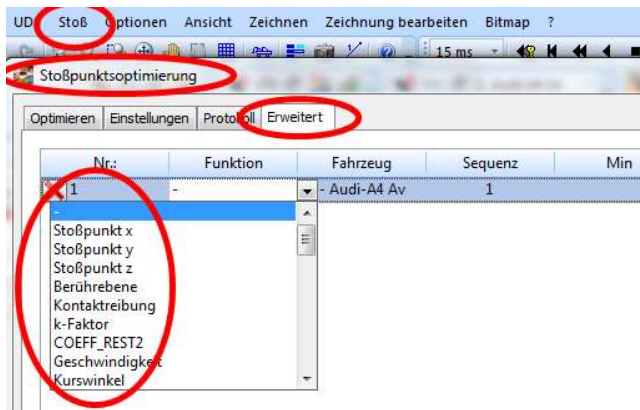 UD Stoß Optionen Ansicht Zeichnen Zeichnung bearbeiten Bitmap ?
15 ms
Stoßpunktsoptimierung
Optimieren Einstellungen Protokoll Erweitert
Nr.: Funktion Fahrzeug Sequenz Min
1 - - Audi-A4 Av 1
-
Stoßpunkt x
Stoßpunkt y
Stoßpunkt z
Berührebene
Kontaktreibung
k-Faktor
COEFF_REST2
Geschwindigkeit
Kurswinkel